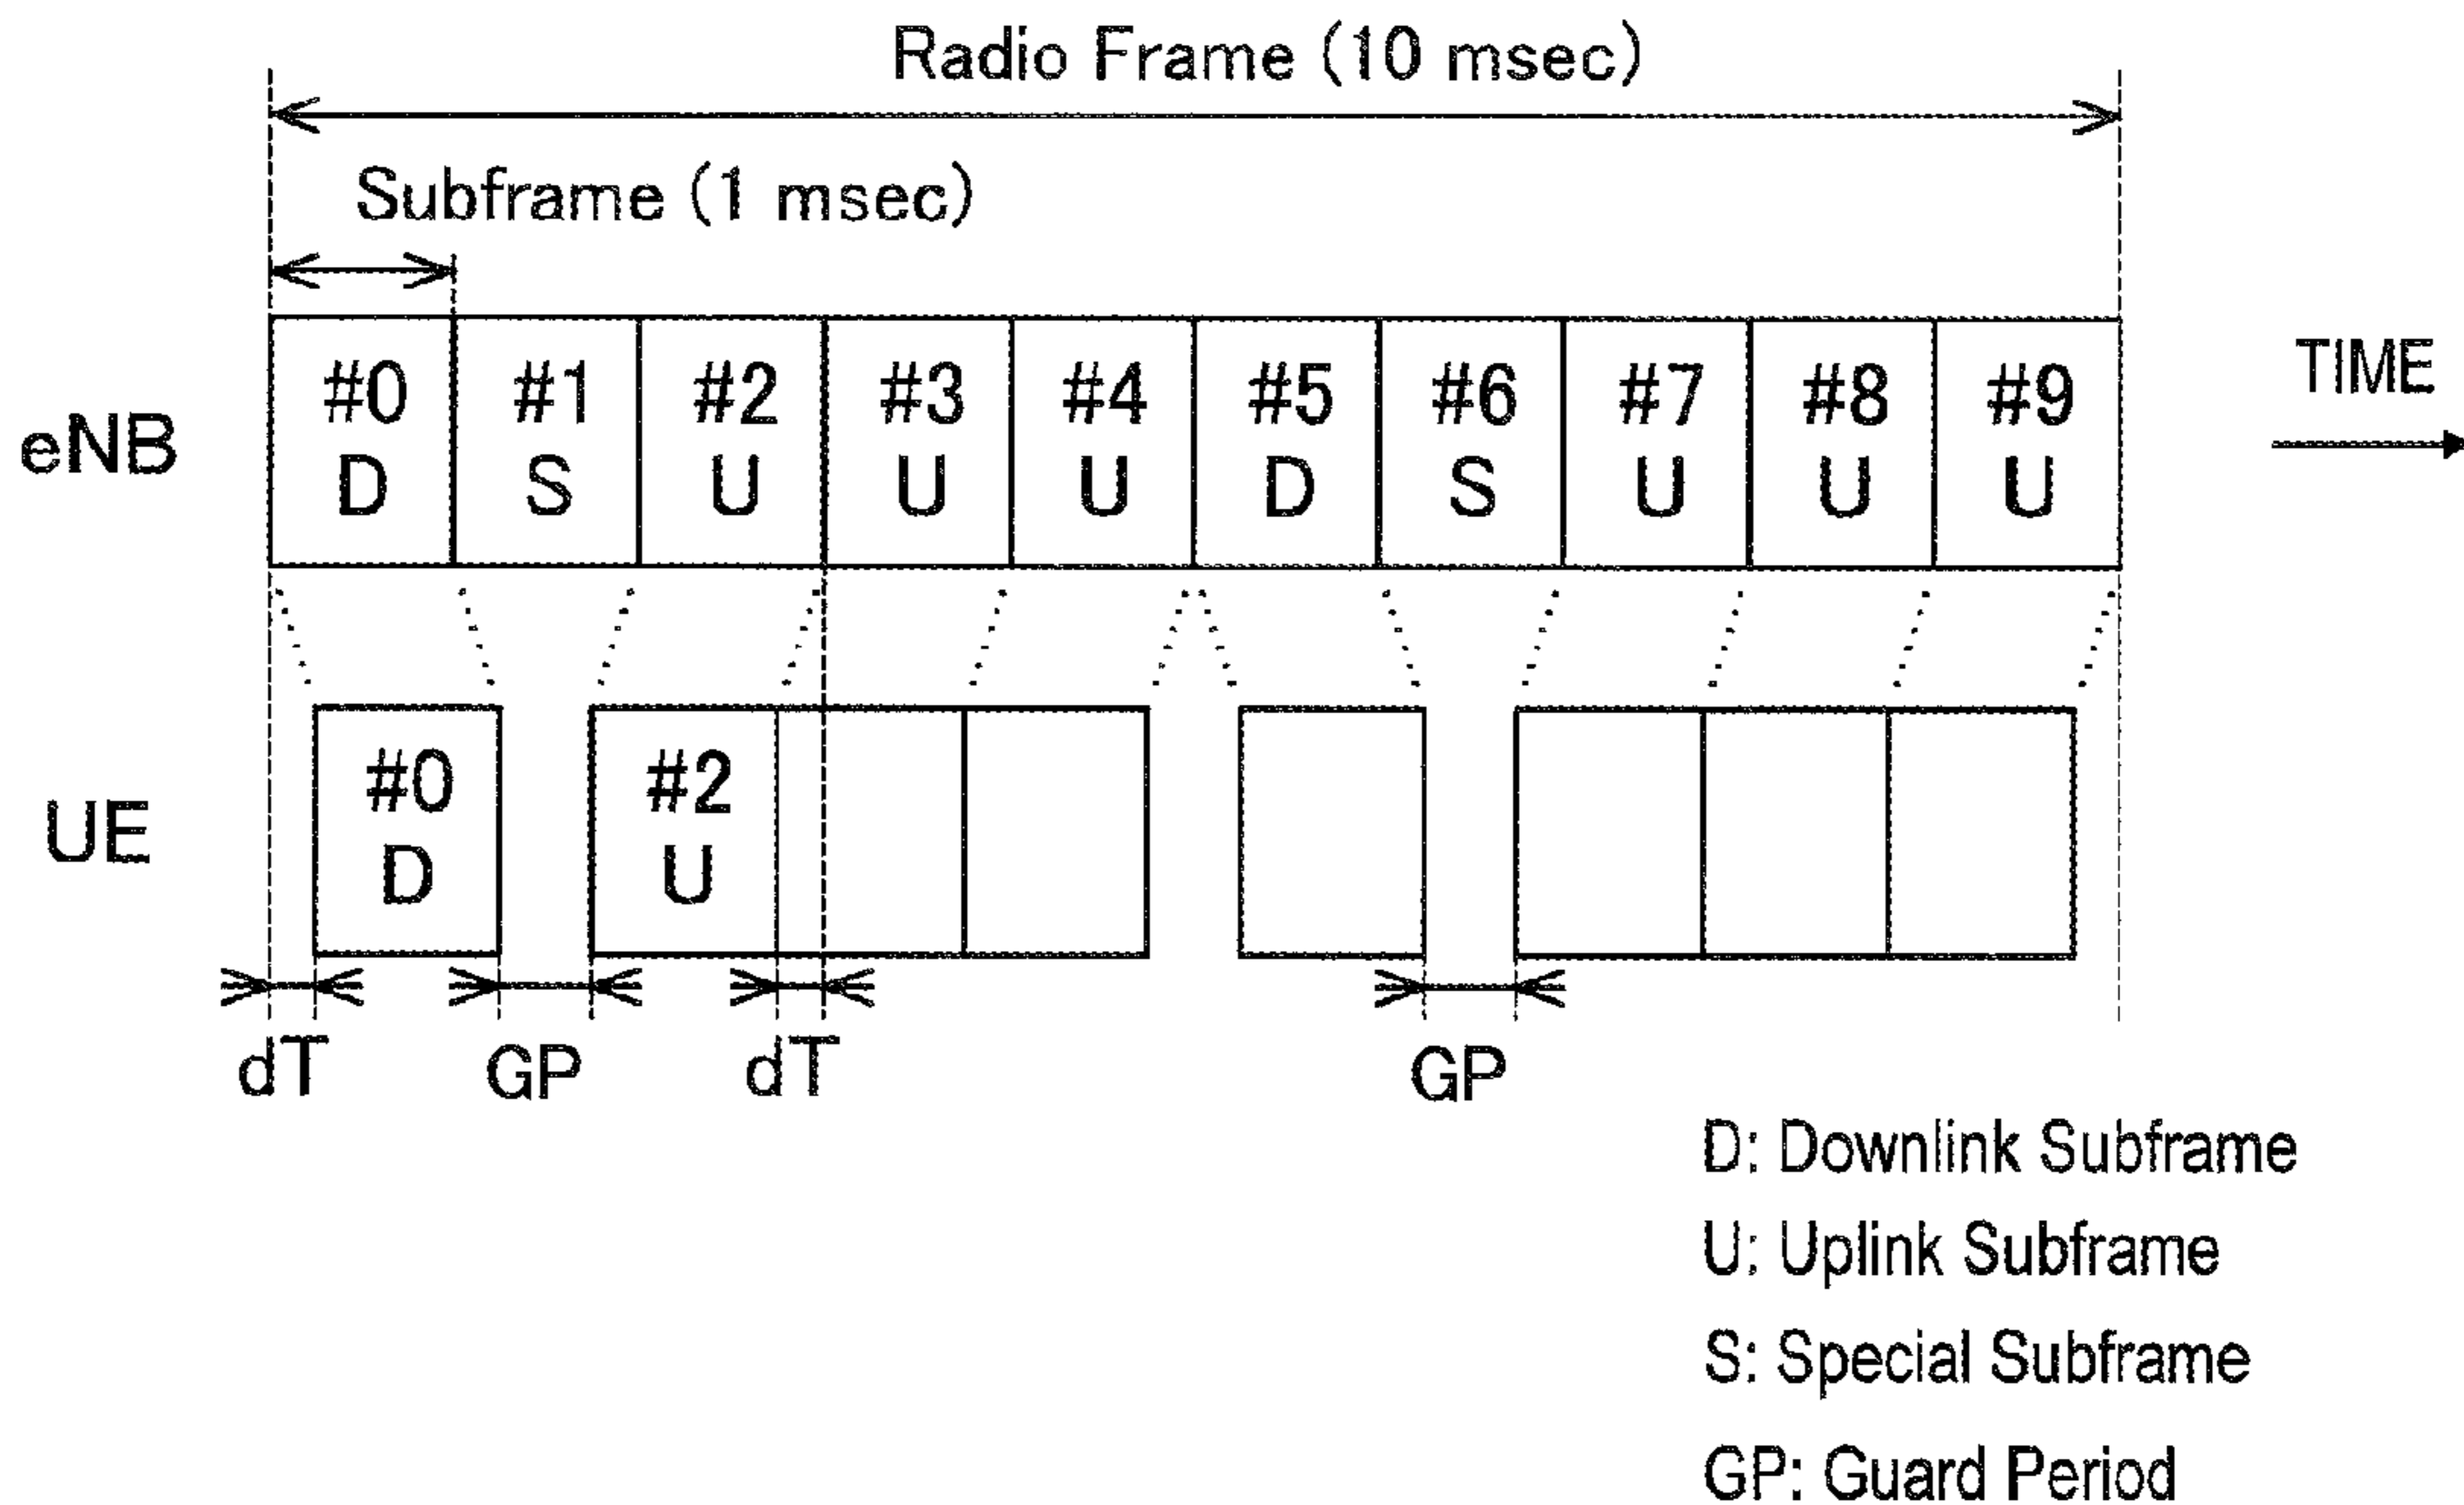 Radio Frame (10 msec)
Subframe (1 msec)
eNB
#0 #1 #2 #3 #4 #5 #6 #7 #8 #9
D S U U U D S U U U
TIME
UE
#0 #2
D U
dT GP dT GP
D: Downlink Subframe
U: Uplink Subframe
S: Special Subframe
GP: Guard Period